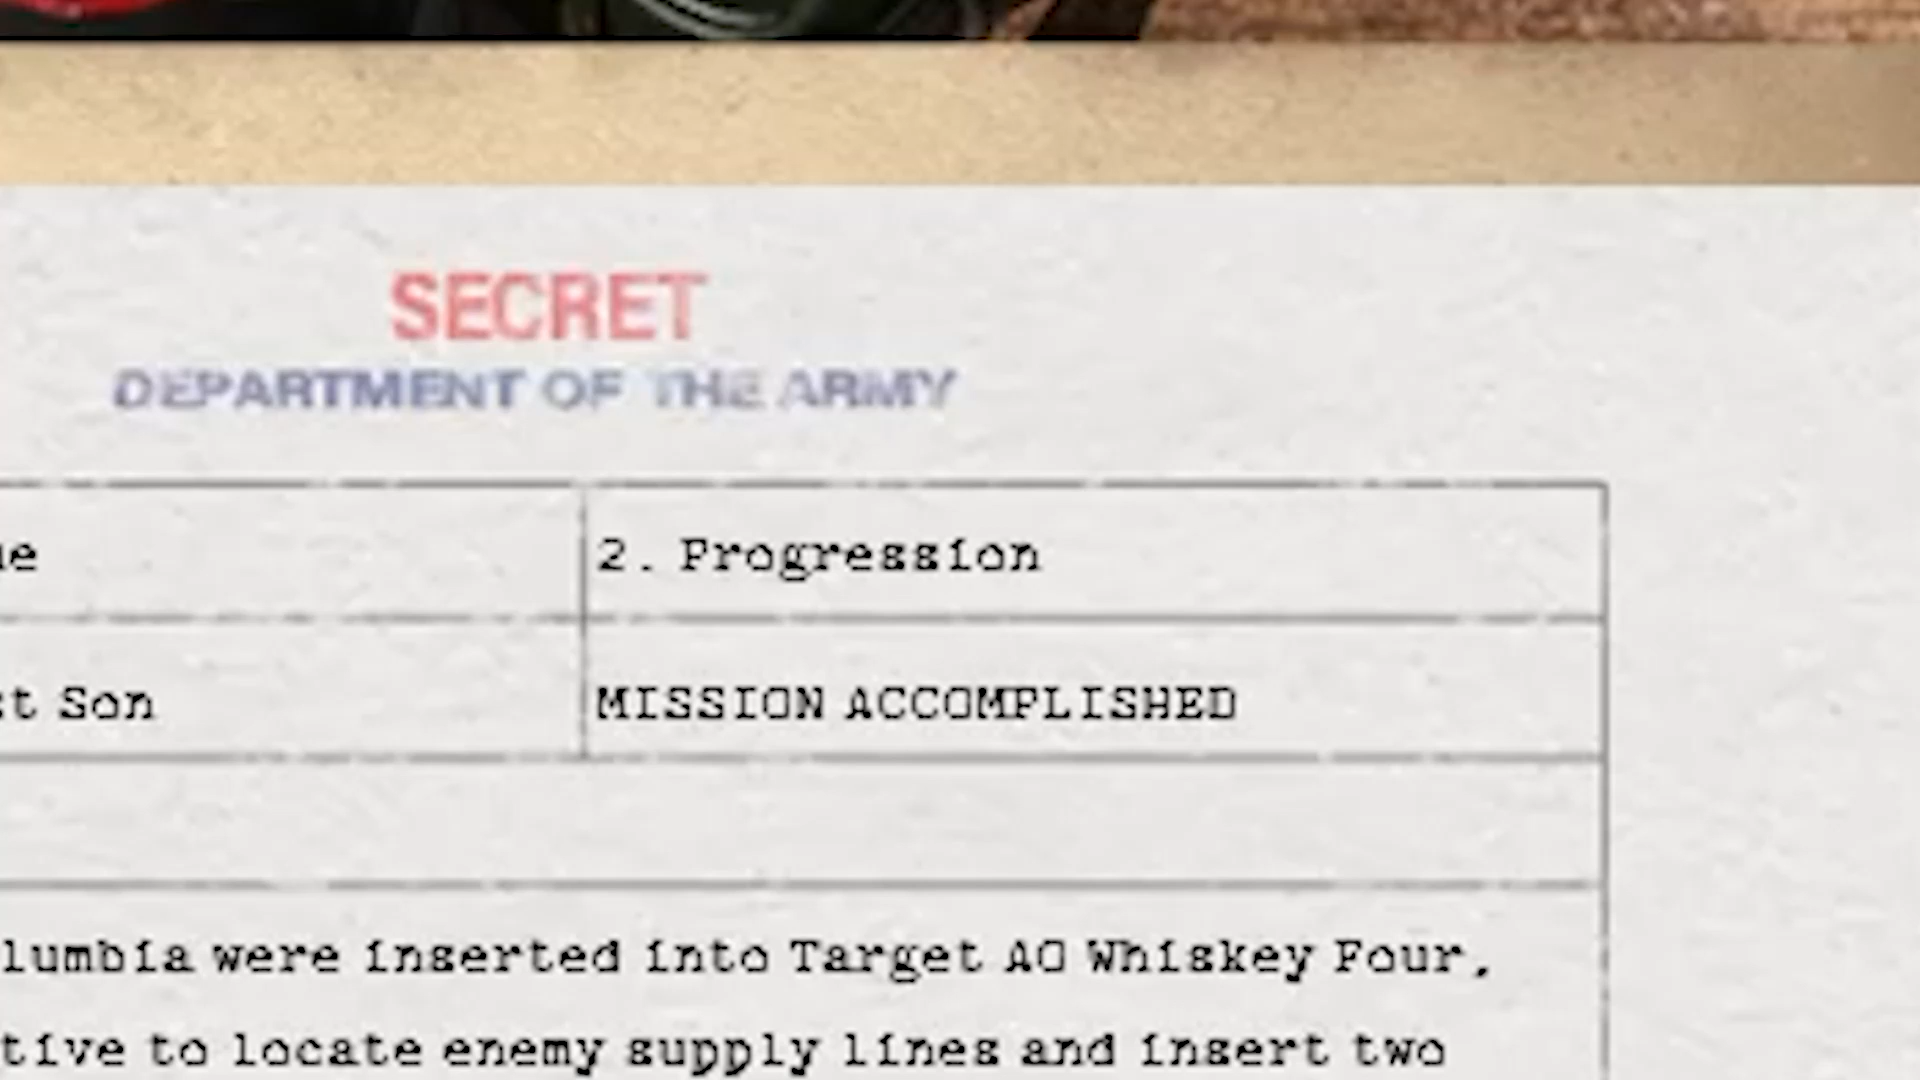 SECRET
DEPARTMENT OF THE ARMY
2. Progression
Son
MISSION ACCOMPLISHED
were inserted into Target AO Whiskey Four,
to locate enemy supply lines and insert two